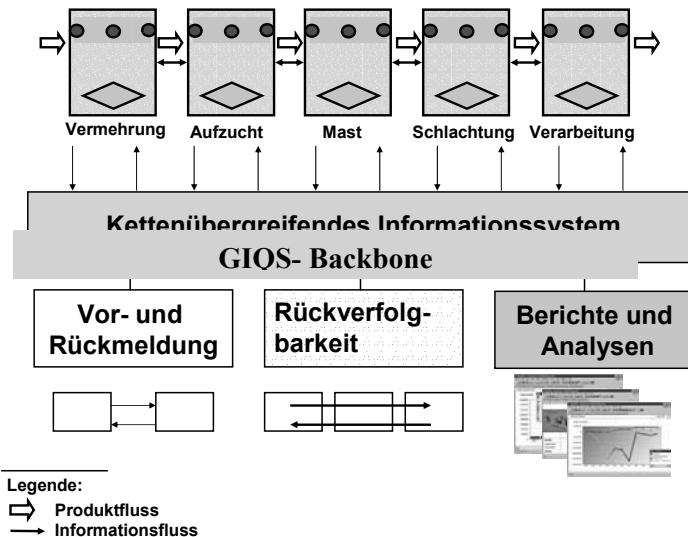 Vermehrung Aufzucht Mast Schlachtung Verarbeitung
Kettenübergreifendes Informationssystem
GIQS- Backbone
Vor- und
Rückmeldung
Rückverfolg-
barkeit
Berichte und
Analysen
Legende:
Produktfluss
Informationsfluss